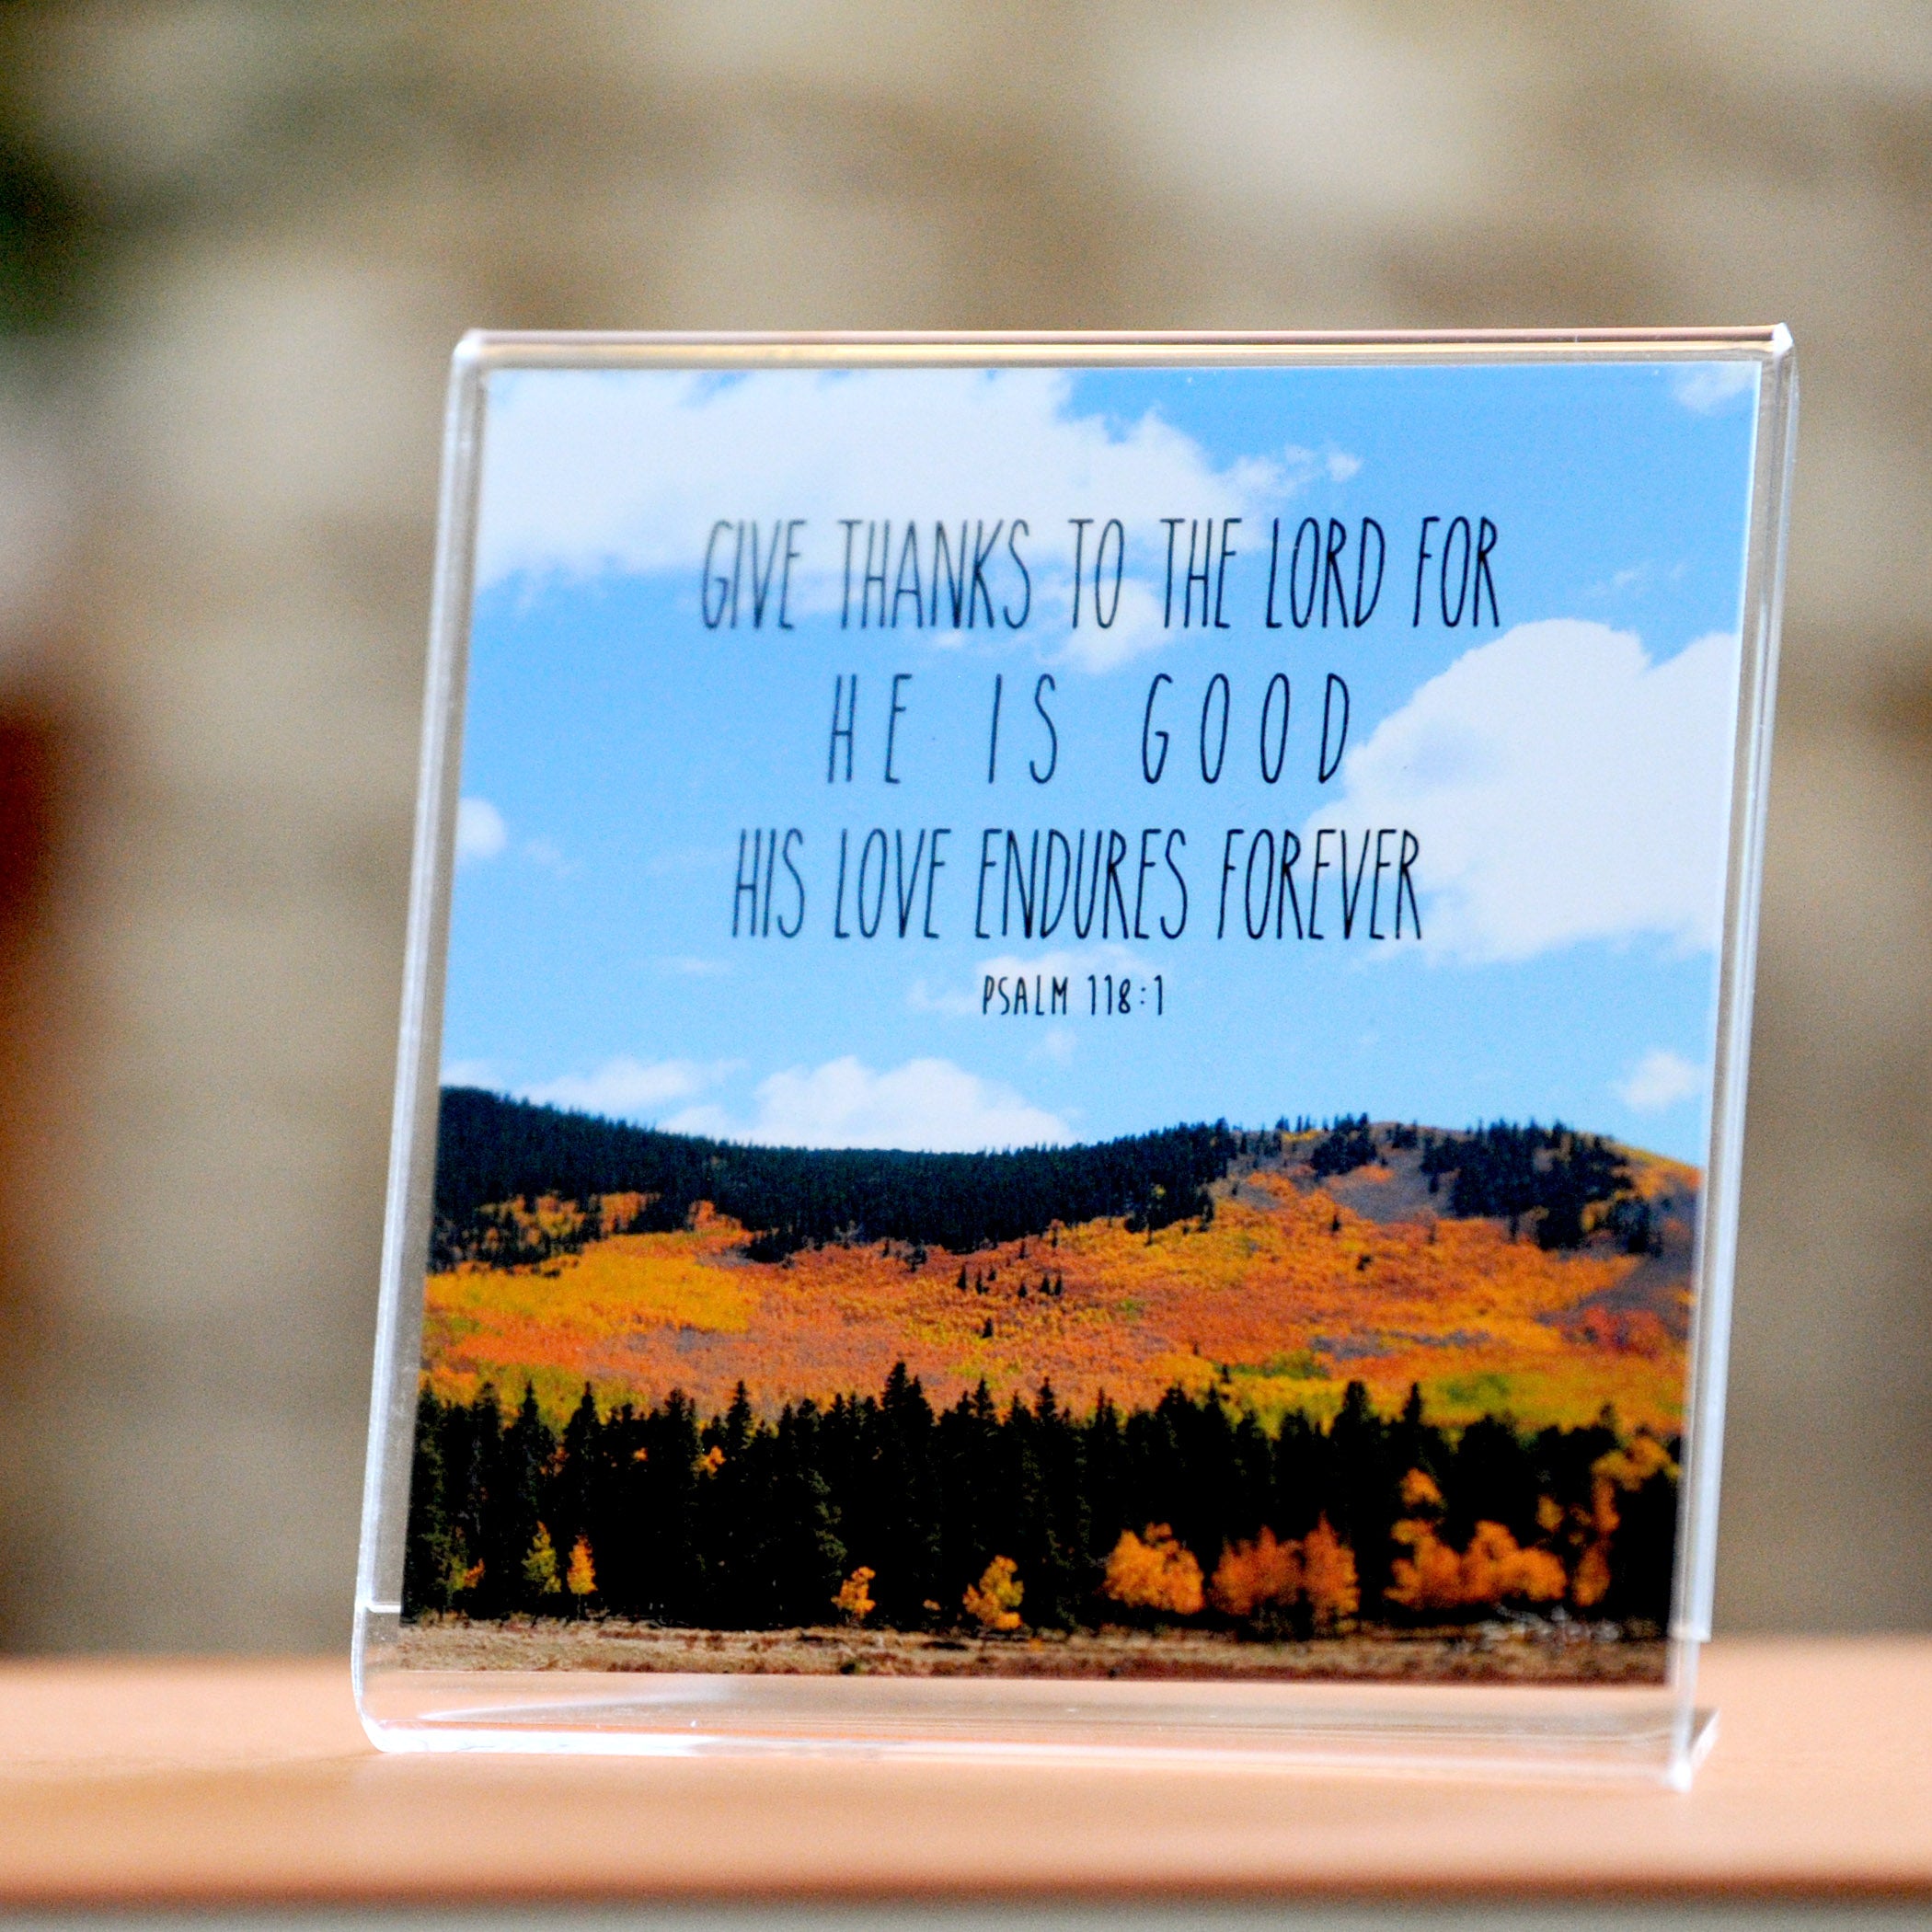 GIVE THANKS TO THE LORD FOR
HE IS GOOD
HIS LOVE ENDURES FOREVER
PSALM 118:1